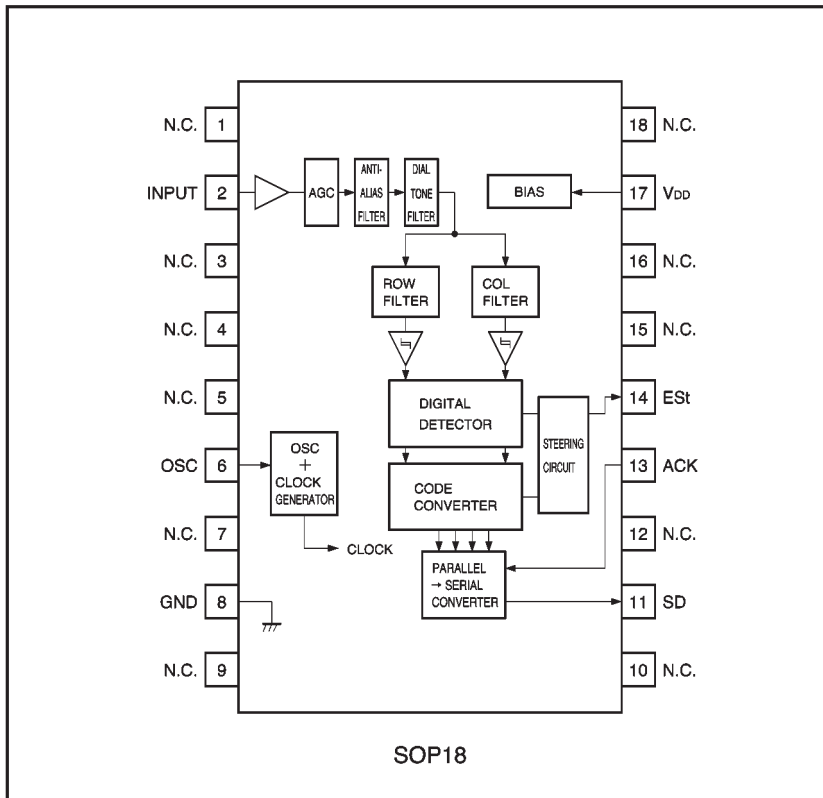 N.C. 1
18 N.C.
INPUT 2
AGC
ANTI-
ALIAS
FILTER
DIAL
TONE
FILTER
BIAS
17 VDD
N.C. 3
16 N.C.
ROW
FILTER
COL
FILTER
N.C. 4
15 N.C.
N.C. 5
14 ESt
DIGITAL
DETECTOR
STEERING
CIRCUIT
OSC 6
OSC
+
CLOCK
GENERATOR
13 ACK
CODE
CONVERTER
N.C. 7
12 N.C.
CLOCK
PARALLEL
→ SERIAL
CONVERTER
GND 8
11 SD
N.C. 9
10 N.C.
SOP18